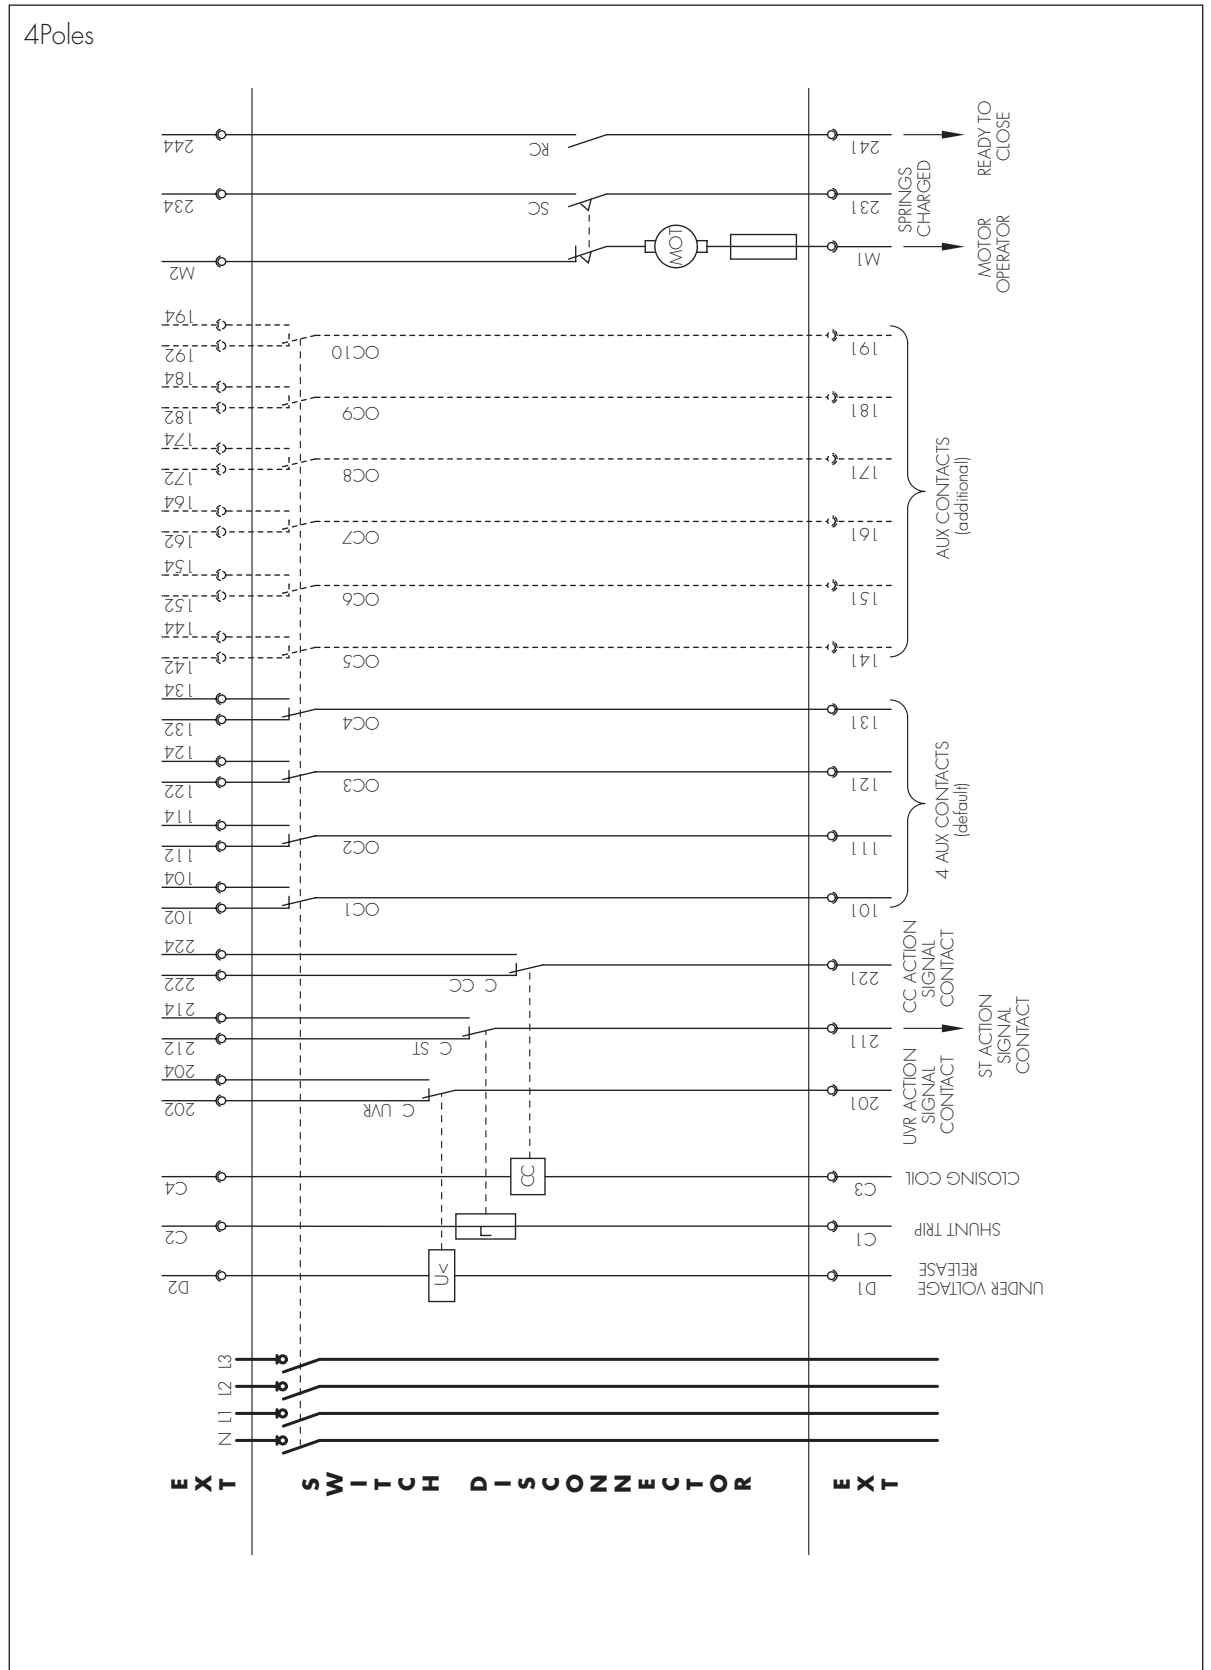 4Poles
244
RC
241
READY TO
CLOSE
234
SC
231
SPRINGS
CHARGED
M2
MOT
M1
MOTOR
OPERATOR
194
192
OC10
191
184
182
OC9
181
174
172
OC8
171
164
162
OC7
161
154
152
OC6
151
144
142
OC5
141
AUX CONTACTS
(additional)
134
132
OC4
131
124
122
OC3
121
114
112
OC2
111
104
102
OC1
101
4 AUX CONTACTS
(default)
224
222
C CC
221
CC ACTION
SIGNAL
CONTACT
214
212
C ST
211
ST ACTION
SIGNAL
CONTACT
204
202
C UVR
201
UVR ACTION
SIGNAL
CONTACT
C4
CC
C3
CLOSING COIL
C2
C1
SHUNT TRIP
D2
U<
D1
UNDER VOLTAGE
RELEASE
L3
L2
L1
N
EXT
SWITCH DISCONNECTOR
EXT